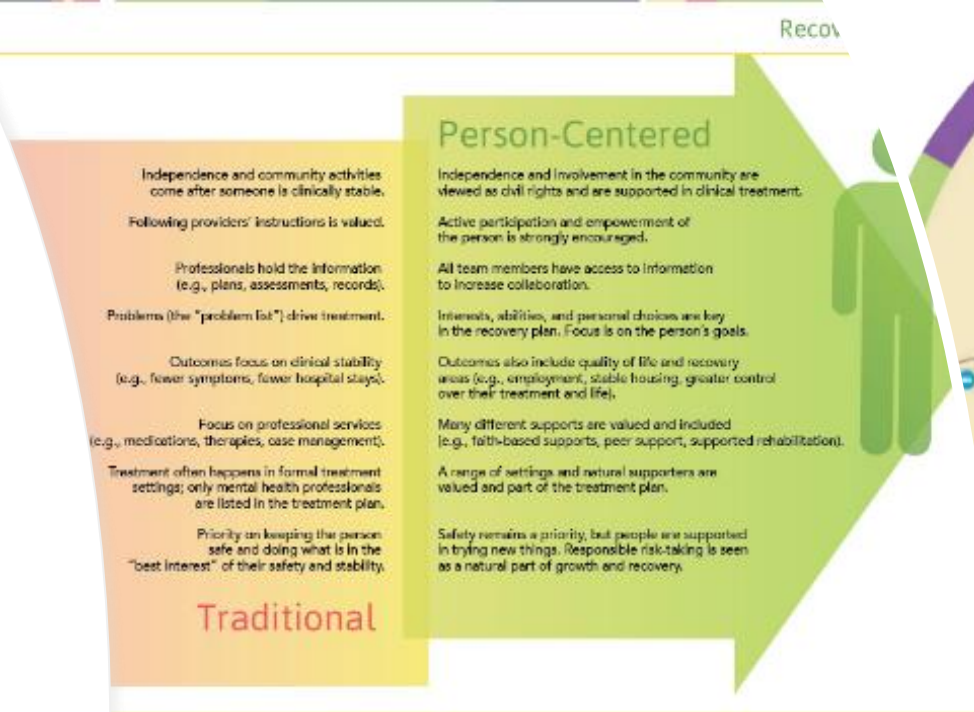 Recov
Person-Centered
Independence and community activities
come after someone is clinically stable.
Independence and involvement in the community are
viewed as civil rights and are supported in clinical treatment.
Following providers' instructions is valued.
Active participation and empowerment of
the person is strongly encouraged.
Professionals hold the information
(e.g., plans, assessments, records).
All team members have access to information
to increase collaboration.
Problems (the "problem list") drive treatment.
Interests, abilities, and personal choices are key
in the recovery plan. Focus is on the person's goals.
Outcomes focus on clinical stability
(e.g., fewer symptoms, fewer hospital stays).
Outcomes also include quality of life and recovery
areas (e.g., employment, stable housing, greater control
over their treatment and life).
Focus on professional services
(e.g., medications, therapies, case management).
Many different supports are valued and included
(e.g., faith-based supports, peer support, supported rehabilitation).
Treatment often happens in formal treatment
settings; only mental health professionals
are listed in the treatment plan.
A range of settings and natural supporters are
valued and part of the treatment plan.
Priority on keeping the person
safe and doing what is in the
"best interest" of their safety and stability.
Safety remains a priority, but people are supported
in trying new things. Responsible risk-taking is seen
as a natural part of growth and recovery.
Traditional